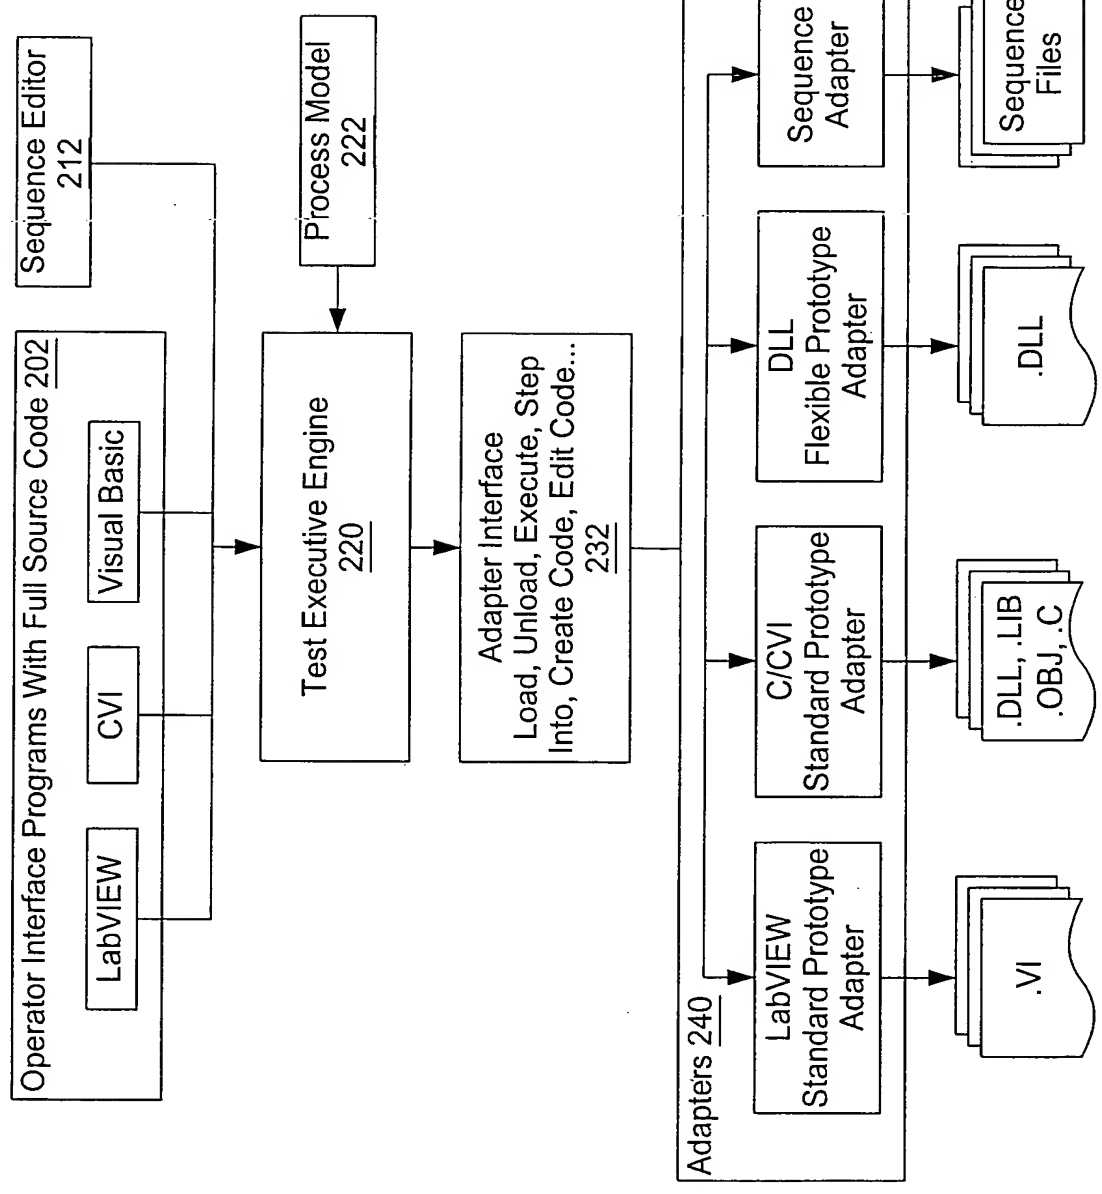 Operator Interface Programs With Full Source Code 202
LabVIEW
CVI
Visual Basic
Sequence Editor
212
Test Executive Engine
220
Process Model
222
Adapter Interface
Load, Unload, Execute, Step
Into, Create Code, Edit Code...
232
Adapters 240
LabVIEW
Standard Prototype
Adapter
C/CVI
Standard Prototype
Adapter
DLL
Flexible Prototype
Adapter
Sequence
Adapter
.VI
.DLL, .LIB
.OBJ, .C
.DLL
Sequence
Files